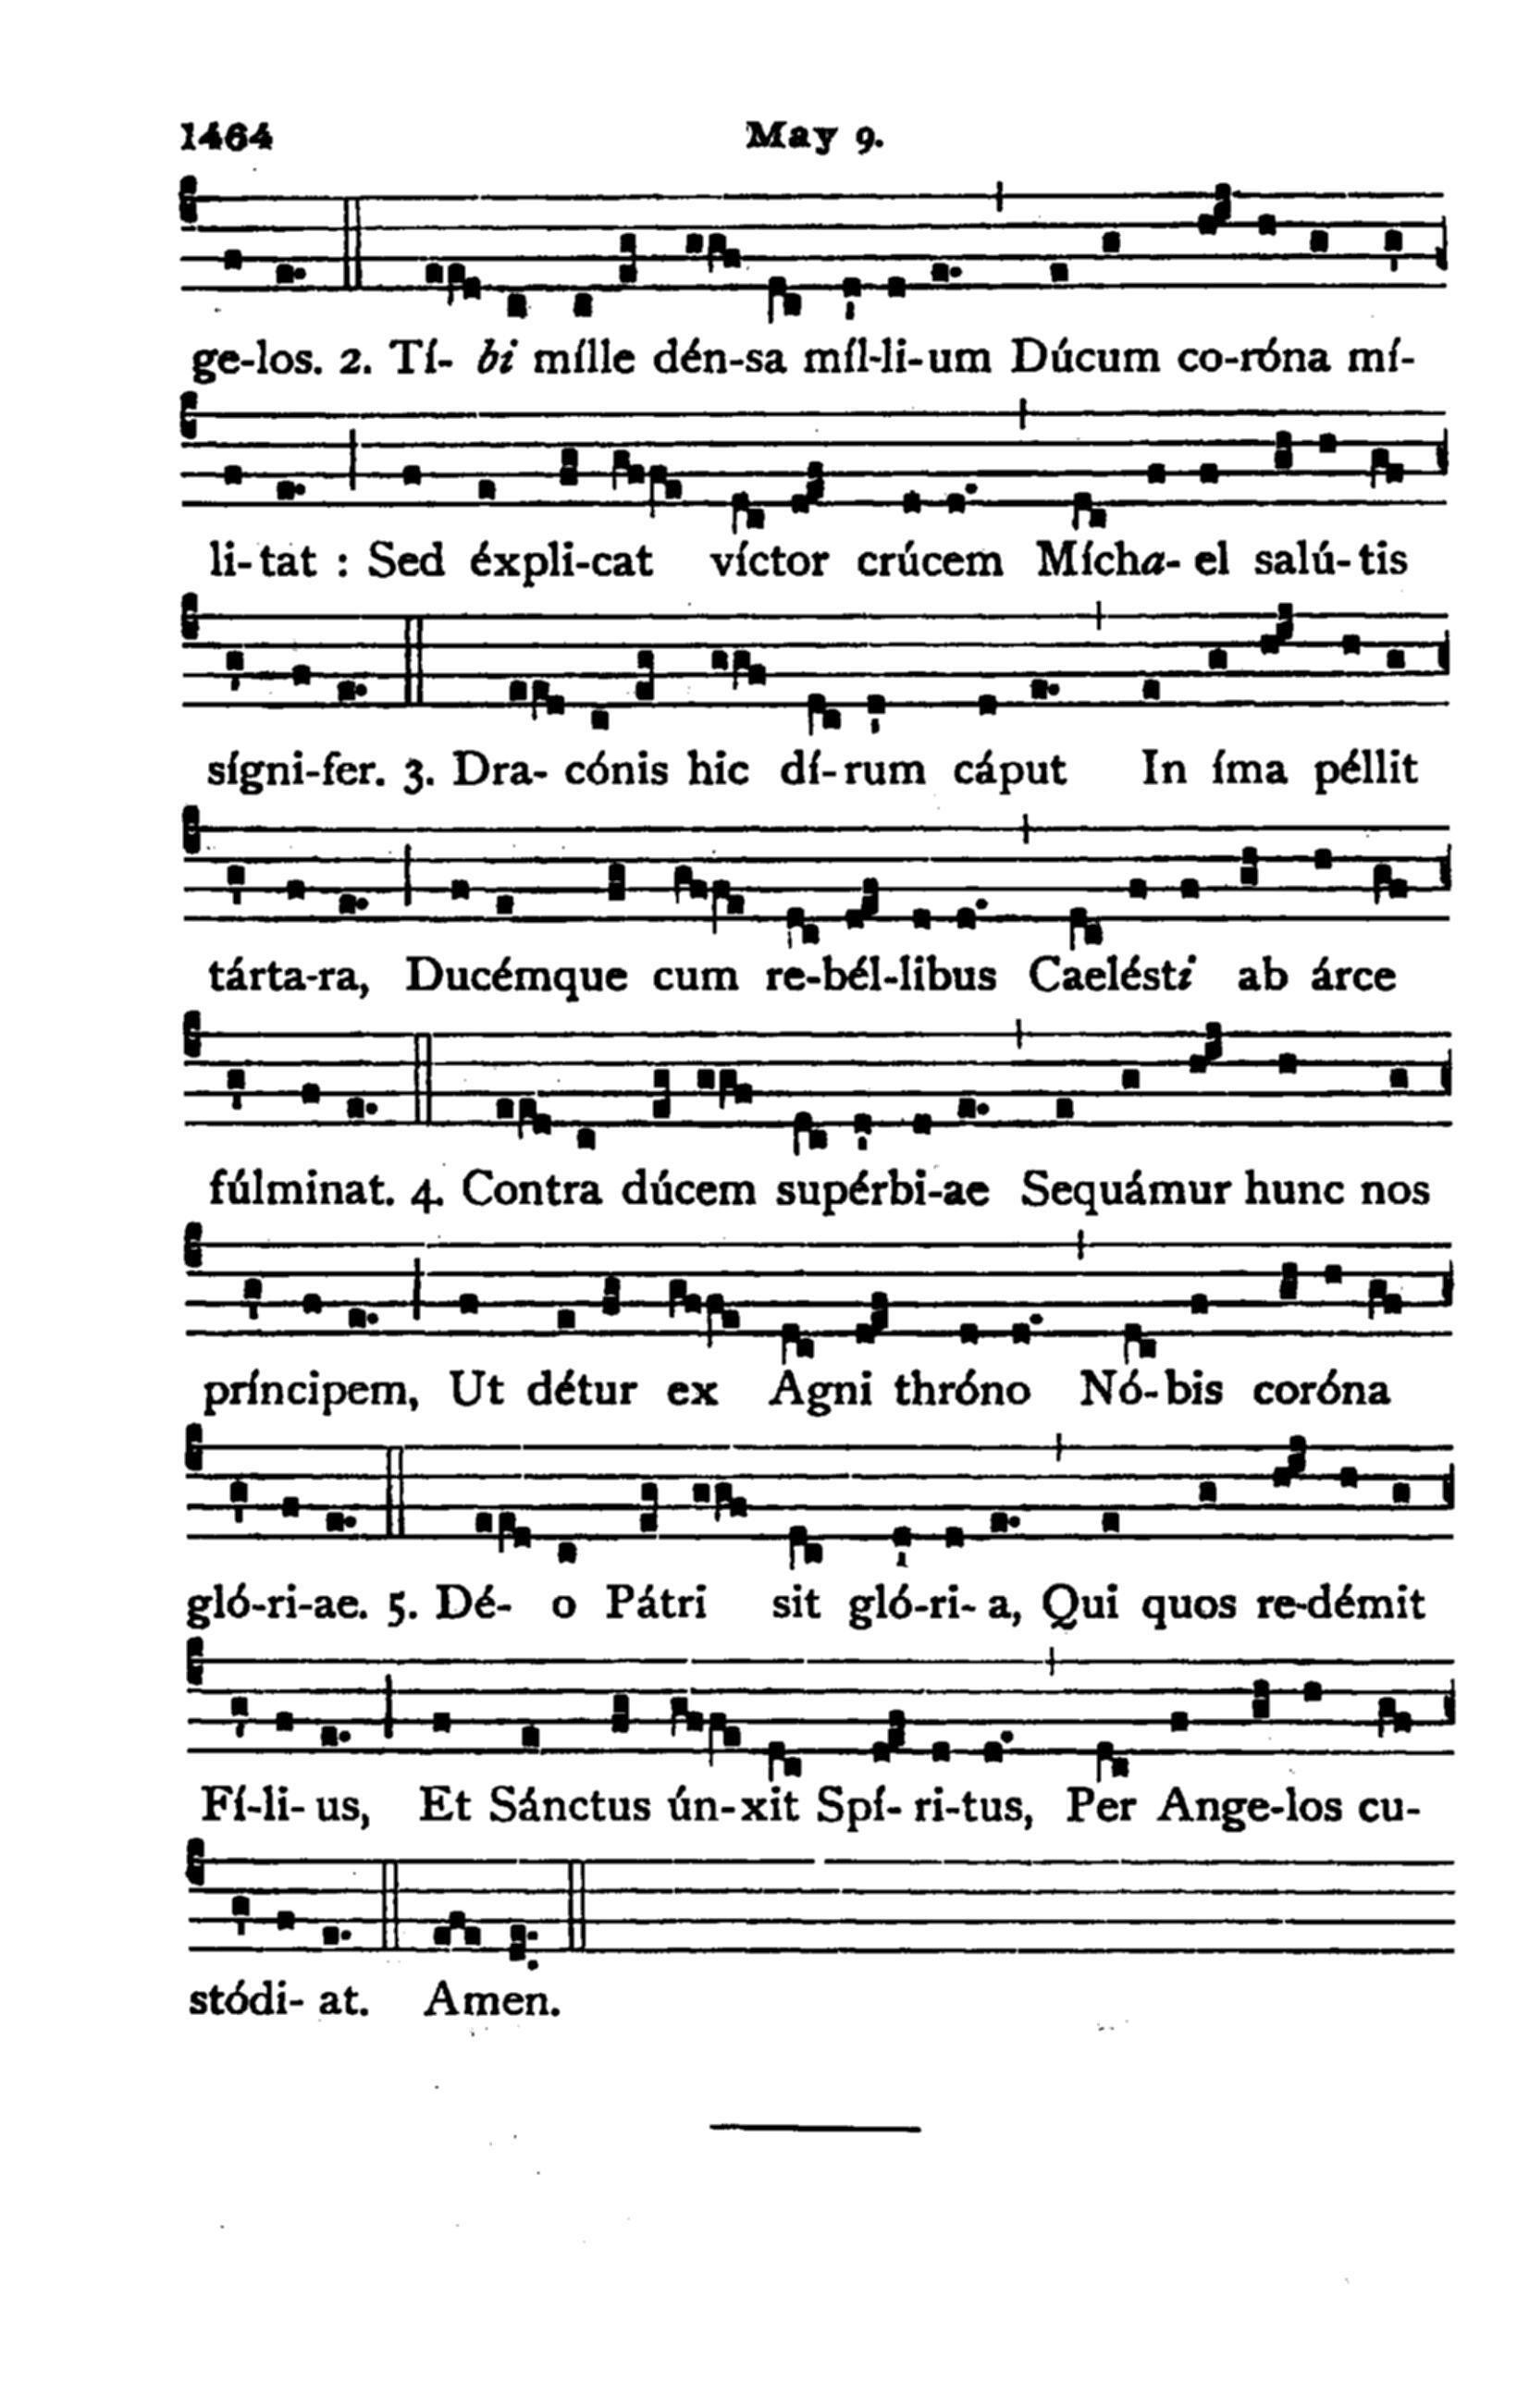 1464 May 9.
ge-los. 2. Tí- bi mílle dén-sa míl-li-um Dúcum co-róna mí-
li-tat : Sed éxpli-cat víctor crúcem Mícha- el salú-tis
sígni-fer. 3. Dra- cónis hic dí-rum cáput In íma péllit
tárta-ra, Ducémque cum re-bél-libus Caelésti ab árce
fúlminat. 4. Contra dúcem supérbi-ae Sequámur hunc nos
príncipem, Ut détur ex Agni thróno Nó-bis coróna
gló-ri-ae. 5. Dé- o Pátri sit gló-ri- a, Qui quos re-démit
Fí-li- us, Et Sánctus ún-xit Spí- ri-tus, Per Ange-los cu-
stódi- at. Amen.